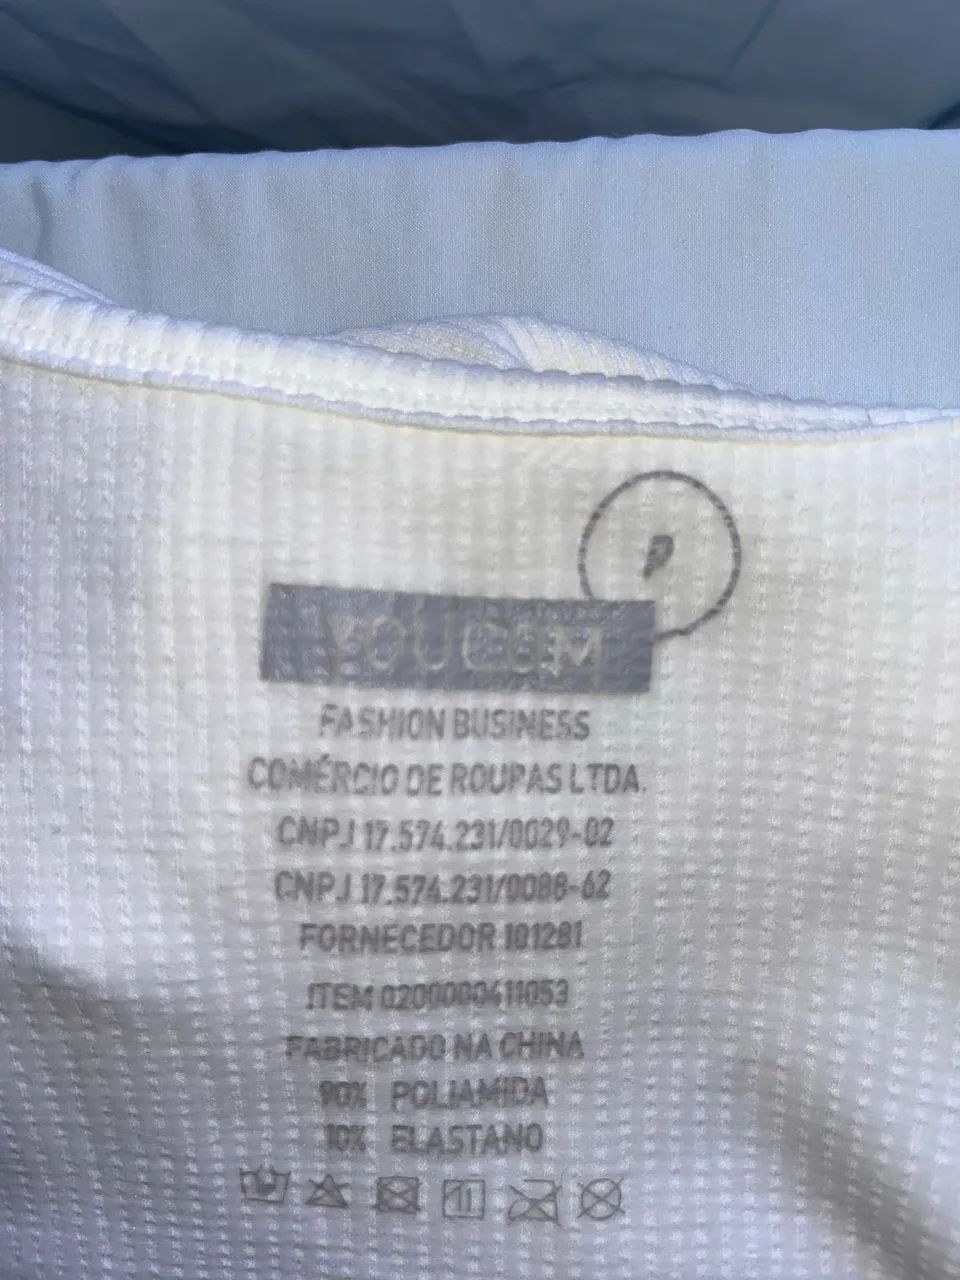 P
YOUCOM
FASHION BUSINESS
COMÉRCIO DE ROUPAS LTDA.
CNPJ 17.574.231/0029-02
CNPJ 17.574.231/0088-62
FORNECEDOR 101281
ITEM 0200000411053
FABRICADO NA CHINA
90% POLIAMIDA
10% ELASTANO